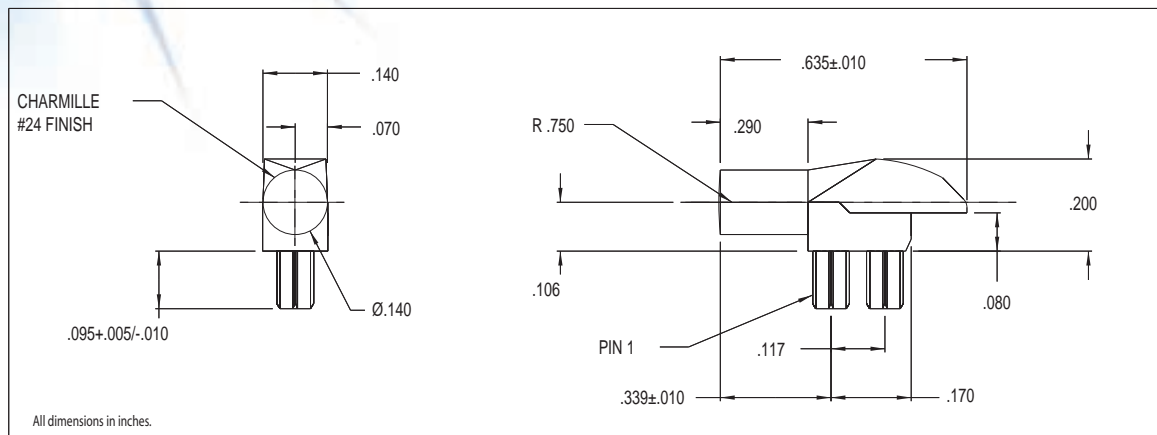 CHARMILLE
#24 FINISH
.140
.070
Ø.140
.095+.005/-.010
.635±.010
R .750
.290
.200
.106
.080
PIN 1
.117
.339±.010
.170
All dimensions in inches.